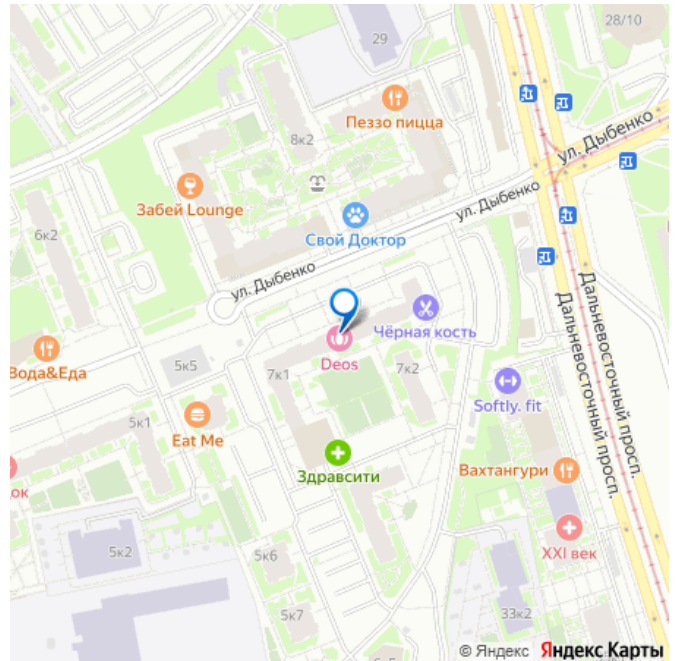 28/10
29
Пеззо пицца
8к2
ул. Дыбенко
Забей Lounge
ул. Дыбенко
Свой Доктор
6к2
ул. Дыбенко
Дальневосточный просп.
Дальневосточный просп.
Чёрная кость
Вода&Еда
5к5
Deos
7к1
7к2
Softly. fit
5к1
Eat Me
Здравсити
Вахтангури
ок
XXI век
5к2
5к6
5к7
33к2
© Яндекс Яндекс Карты